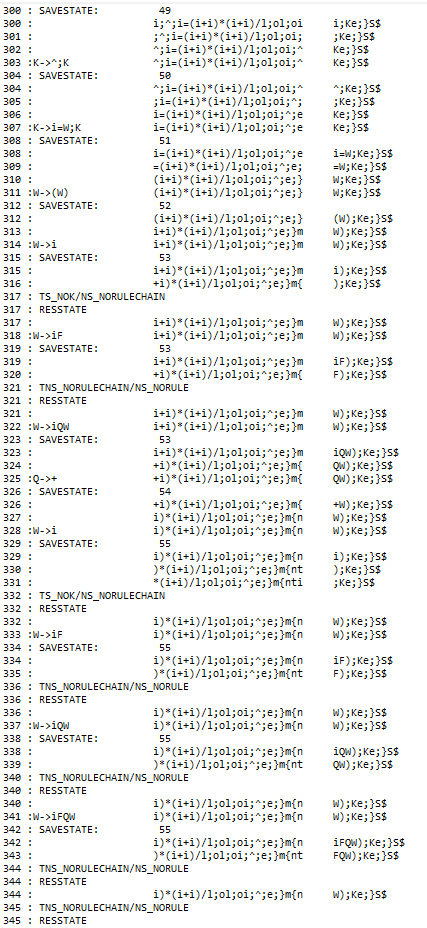 300 : SAVESTATE:          49
300 :                    i;^;i=(i+i)*(i+i)/l;ol;oi     i;Ke;}S$
301 :                    ;^;i=(i+i)*(i+i)/l;ol;oi;     ;Ke;}S$
302 :                    ^;i=(i+i)*(i+i)/l;ol;oi;^     Ke;}S$
303 :K->^;K              ^;i=(i+i)*(i+i)/l;ol;oi;^     Ke;}S$
304 : SAVESTATE:          50
304 :                    ^;i=(i+i)*(i+i)/l;ol;oi;^     ^;Ke;}S$
305 :                    ;i=(i+i)*(i+i)/l;ol;oi;^;     ;Ke;}S$
306 :                    i=(i+i)*(i+i)/l;ol;oi;^;e     Ke;}S$
307 :K->i=W;K            i=(i+i)*(i+i)/l;ol;oi;^;e     Ke;}S$
308 : SAVESTATE:          51
308 :                    i=(i+i)*(i+i)/l;ol;oi;^;e     i=W;Ke;}S$
309 :                    =(i+i)*(i+i)/l;ol;oi;^;e;     =W;Ke;}S$
310 :                    (i+i)*(i+i)/l;ol;oi;^;e;}     W;Ke;}S$
311 :W->(W)              (i+i)*(i+i)/l;ol;oi;^;e;}     W;Ke;}S$
312 : SAVESTATE:          52
312 :                    (i+i)*(i+i)/l;ol;oi;^;e;}     (W);Ke;}S$
313 :                    i+i)*(i+i)/l;ol;oi;^;e;}m     W);Ke;}S$
314 :W->i                i+i)*(i+i)/l;ol;oi;^;e;}m     W);Ke;}S$
315 : SAVESTATE:          53
315 :                    i+i)*(i+i)/l;ol;oi;^;e;}m     i);Ke;}S$
316 :                    +i)*(i+i)/l;ol;oi;^;e;}m{     );Ke;}S$
317 : TS_NOK/NS_NORULECHAIN
317 : RESSTATE
317 :                    i+i)*(i+i)/l;ol;oi;^;e;}m     W);Ke;}S$
318 :W->iF               i+i)*(i+i)/l;ol;oi;^;e;}m     W);Ke;}S$
319 : SAVESTATE:          53
319 :                    i+i)*(i+i)/l;ol;oi;^;e;}m     iF);Ke;}S$
320 :                    +i)*(i+i)/l;ol;oi;^;e;}m{     F);Ke;}S$
321 : TNS_NORULECHAIN/NS_NORULE
321 : RESSTATE
321 :                    i+i)*(i+i)/l;ol;oi;^;e;}m     W);Ke;}S$
322 :W->iQW              i+i)*(i+i)/l;ol;oi;^;e;}m     W);Ke;}S$
323 : SAVESTATE:          53
323 :                    i+i)*(i+i)/l;ol;oi;^;e;}m     iQW);Ke;}S$
324 :                    +i)*(i+i)/l;ol;oi;^;e;}m{     QW);Ke;}S$
325 :Q->+                +i)*(i+i)/l;ol;oi;^;e;}m{     QW);Ke;}S$
326 : SAVESTATE:          54
326 :                    +i)*(i+i)/l;ol;oi;^;e;}m{     +W);Ke;}S$
327 :                    i)*(i+i)/l;ol;oi;^;e;}m{n     W);Ke;}S$
328 :W->i                i)*(i+i)/l;ol;oi;^;e;}m{n     W);Ke;}S$
329 : SAVESTATE:          55
329 :                    i)*(i+i)/l;ol;oi;^;e;}m{n     i);Ke;}S$
330 :                    )*(i+i)/l;ol;oi;^;e;}m{nt     );Ke;}S$
331 :                    *(i+i)/l;ol;oi;^;e;}m{nti     ;Ke;}S$
332 : TS_NOK/NS_NORULECHAIN
332 : RESSTATE
332 :                    i)*(i+i)/l;ol;oi;^;e;}m{n     W);Ke;}S$
333 :W->iF               i)*(i+i)/l;ol;oi;^;e;}m{n     W);Ke;}S$
334 : SAVESTATE:          55
334 :                    i)*(i+i)/l;ol;oi;^;e;}m{n     iF);Ke;}S$
335 :                    )*(i+i)/l;ol;oi;^;e;}m{nt     F);Ke;}S$
336 : TNS_NORULECHAIN/NS_NORULE
336 : RESSTATE
336 :                    i)*(i+i)/l;ol;oi;^;e;}m{n     W);Ke;}S$
337 :W->iQW              i)*(i+i)/l;ol;oi;^;e;}m{n     W);Ke;}S$
338 : SAVESTATE:          55
338 :                    i)*(i+i)/l;ol;oi;^;e;}m{n     iQW);Ke;}S$
339 :                    )*(i+i)/l;ol;oi;^;e;}m{nt     QW);Ke;}S$
340 : TNS_NORULECHAIN/NS_NORULE
340 : RESSTATE
340 :                    i)*(i+i)/l;ol;oi;^;e;}m{n     W);Ke;}S$
341 :W->iFQW             i)*(i+i)/l;ol;oi;^;e;}m{n     W);Ke;}S$
342 : SAVESTATE:          55
342 :                    i)*(i+i)/l;ol;oi;^;e;}m{n     iFQW);Ke;}S$
343 :                    )*(i+i)/l;ol;oi;^;e;}m{nt     FQW);Ke;}S$
344 : TNS_NORULECHAIN/NS_NORULE
344 : RESSTATE
344 :                    i)*(i+i)/l;ol;oi;^;e;}m{n     W);Ke;}S$
345 : TNS_NORULECHAIN/NS_NORULE
345 : RESSTATE